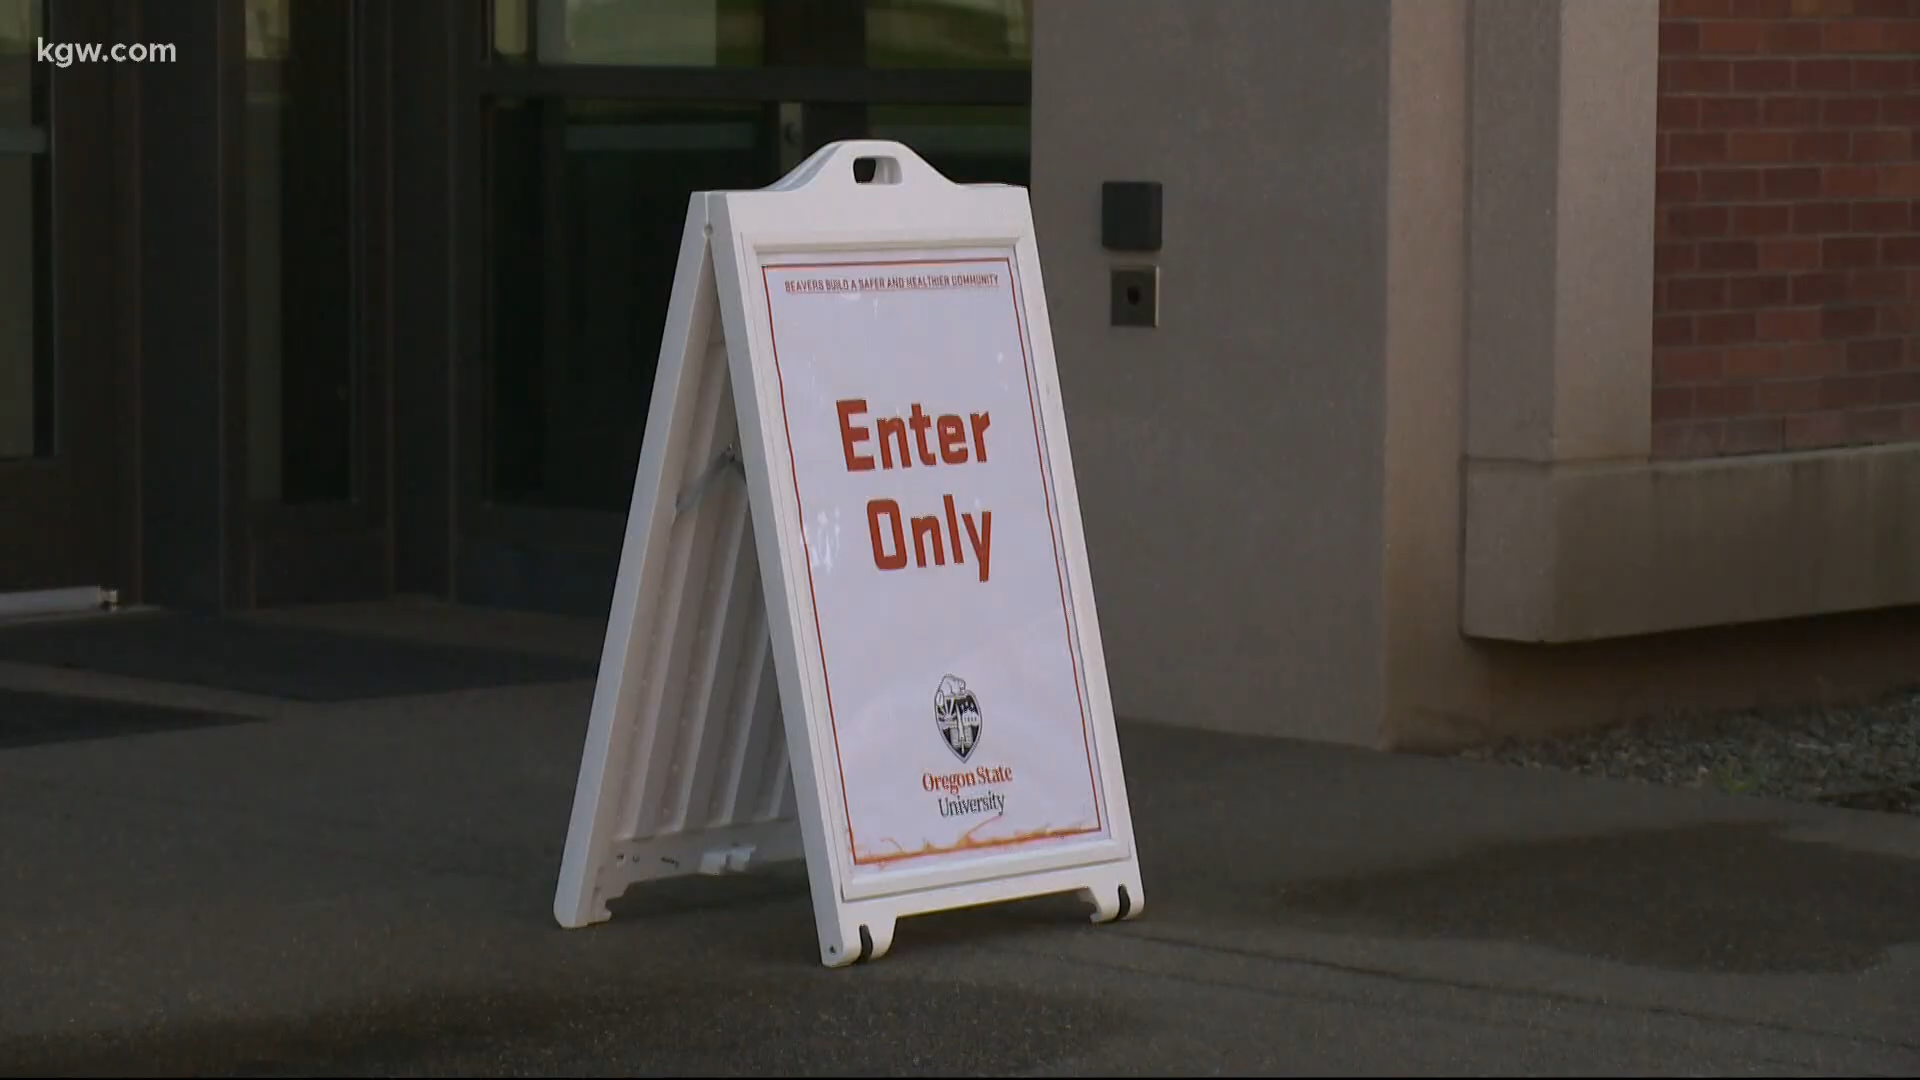 kgw.com
BEAVERS BUILD A SAFER AND HEALTHIER COMMUNITY
Enter
Only
Oregon State
University